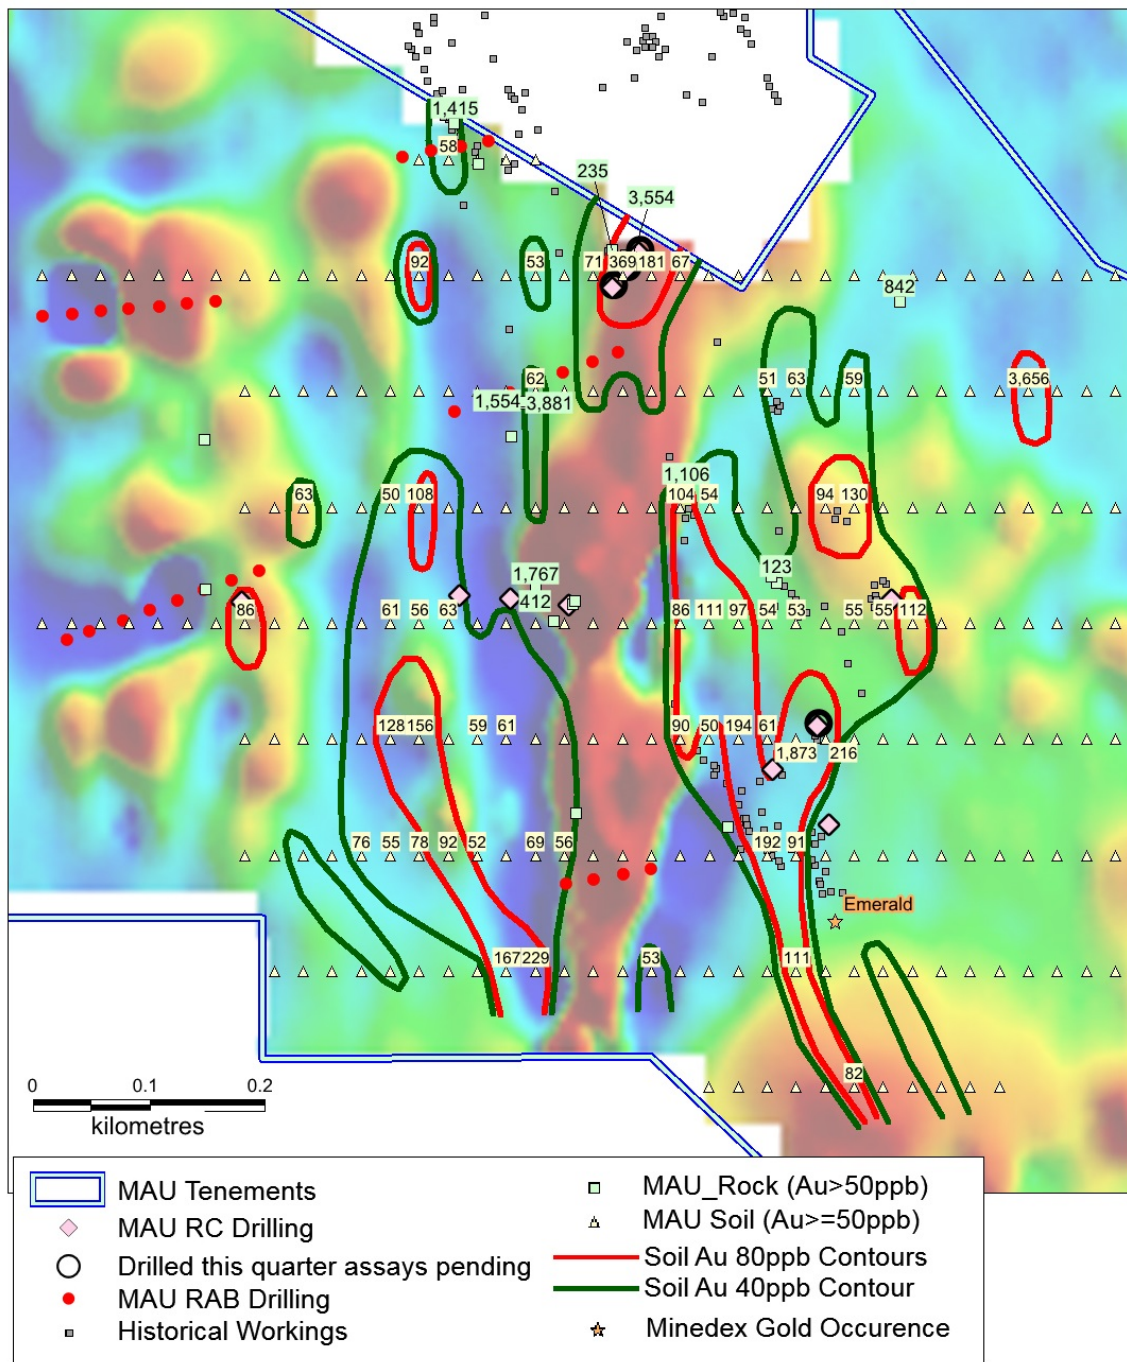 1,415
58
235
3,554
92
53
71 369 181 67
842
62
51 63 59
3,656
1,554 3,881
1,106
63
50 108
104 54
94 130
123
1,767
412
86
61 56 63
86 111 97 54 53
55 55 112
128 156
59 61
90 50 194 61
1,873 216
76 55 78 92 52
69 56
192 91
Emerald
167 229
53
111
82
0 0.1 0.2
kilometres
MAU Tenements
MAU RC Drilling
Drilled this quarter assays pending
MAU RAB Drilling
Historical Workings
MAU_Rock (Au>50ppb)
MAU Soil (Au>=50ppb)
Soil Au 80ppb Contours
Soil Au 40ppb Contour
Minedex Gold Occurence